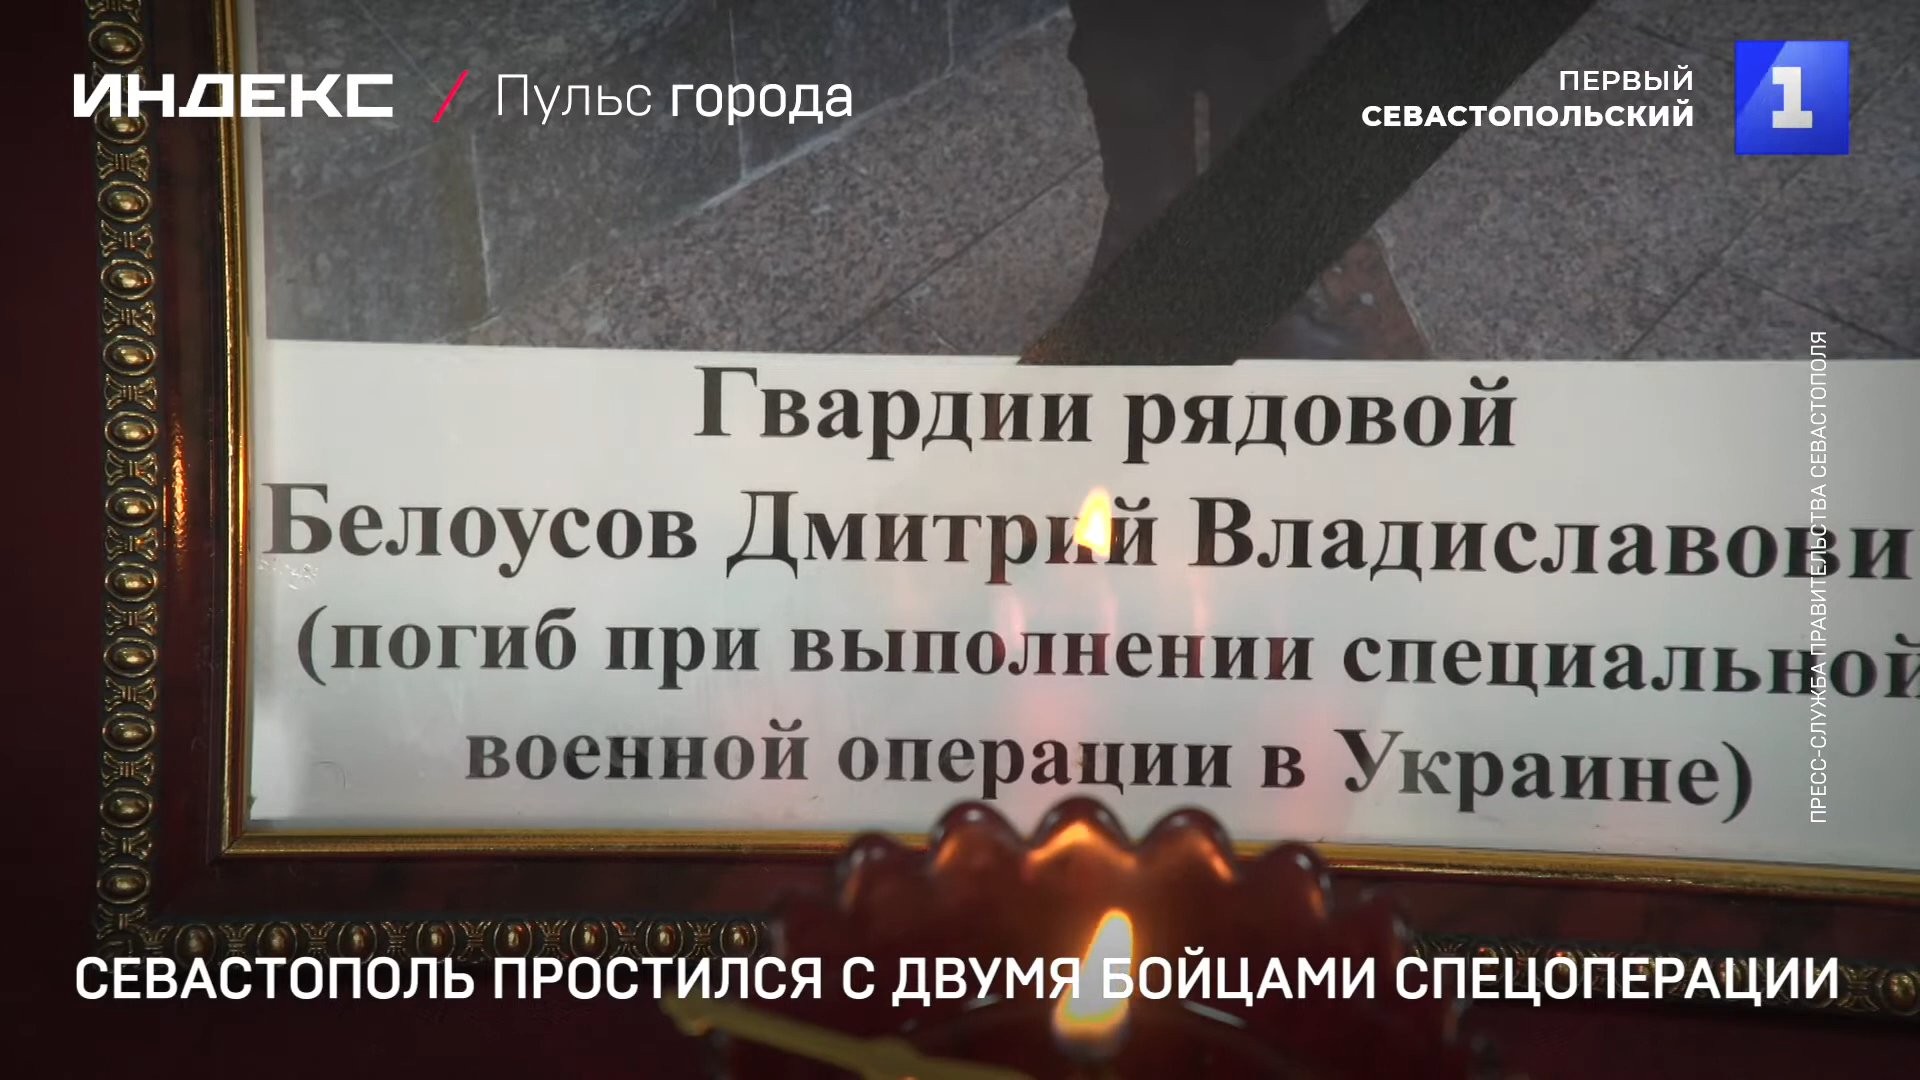 ИНДЕКС / Пульс города
ПЕРВЫЙ
СЕВАСТОПОЛЬСКИЙ
1
Гвардии рядовой
Белоусов Дмитрий Владиславови
(погиб при выполнении специальной
военной операции в Украине)
ПРЕСС-СЛУЖБА ПРАВИТЕЛЬСТВА СЕВАСТОПОЛЯ
СЕВАСТОПОЛЬ ПРОСТИЛСЯ С ДВУМЯ БОЙЦАМИ СПЕЦОПЕРАЦИИ